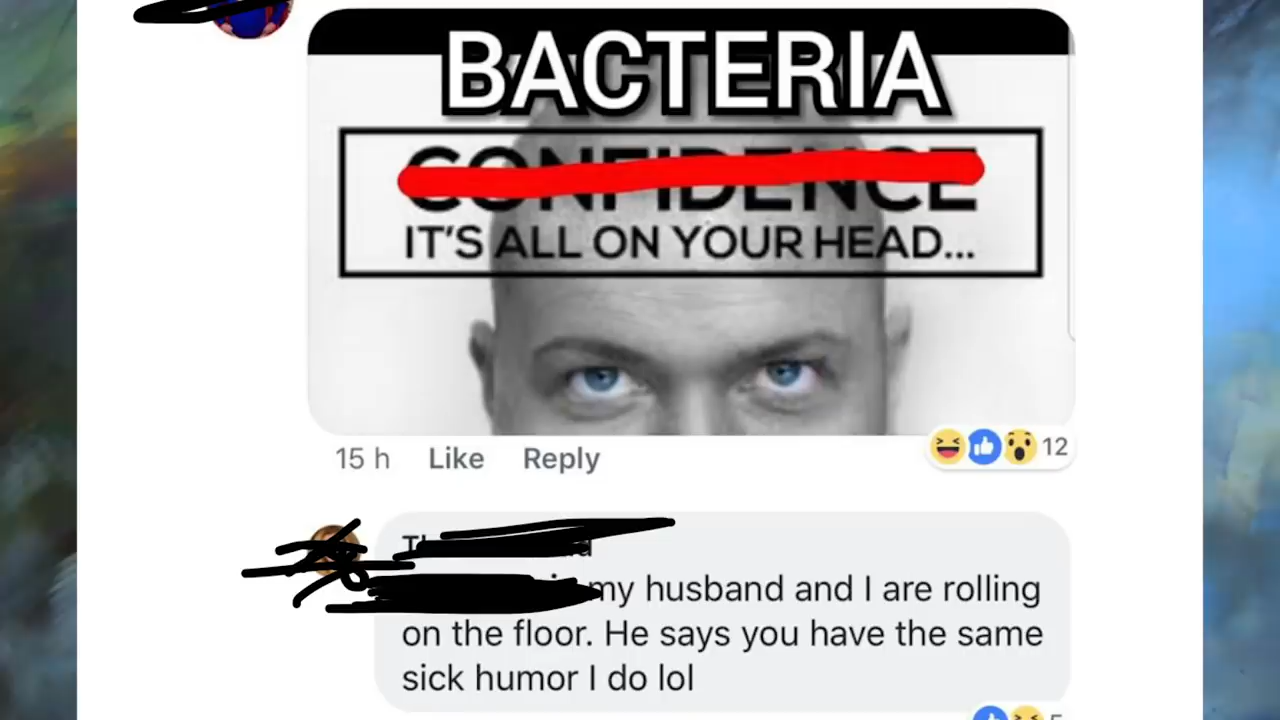 BACTERIA
CONFIDENCE
IT'S ALL ON YOUR HEAD...
15 h Like Reply 12
my husband and I are rolling
on the floor. He says you have the same
sick humor I do lol
5